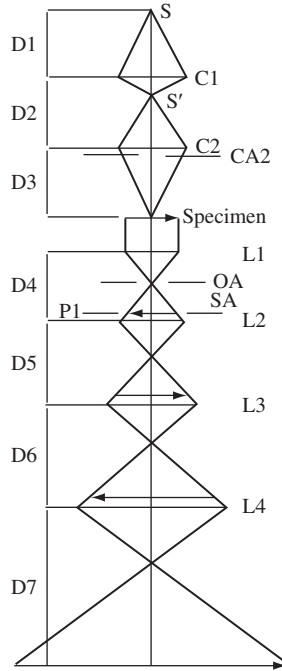 S
D1
C1
S′
D2
C2
CA2
D3
Specimen
L1
D4
OA
SA
P1
L2
D5
L3
D6
L4
D7